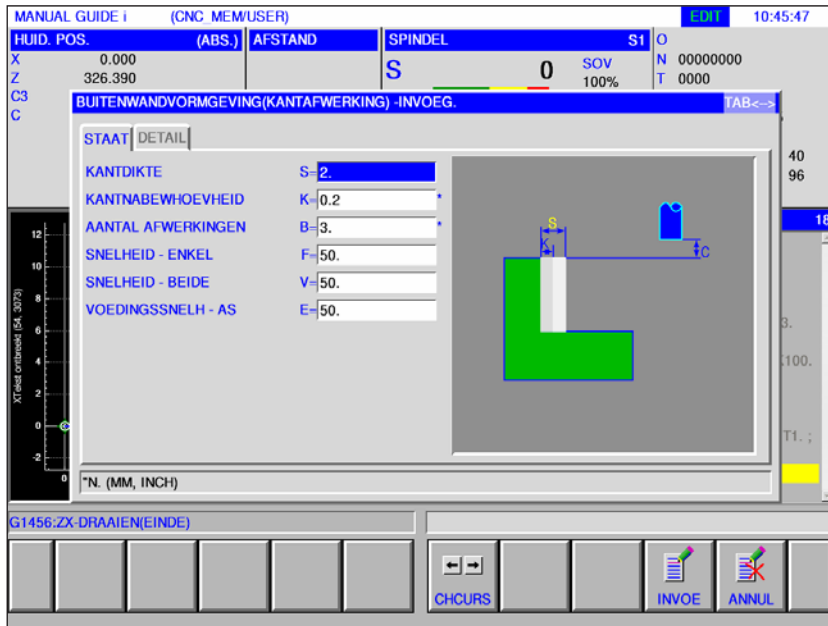 MANUAL GUIDE i (CNC_MEM/USER) EDIT 10:45:47
HUID. POS. (ABS.) AFSTAND SPINDEL S1 O
X 0.000
Z 326.390
C3
C
S 0 SOV 100%
N 00000000
T 0000
BUITENWANDVORMGEVING(KANTAFWERKING) -INVOEG. TAB<-->
STAAT DETAIL
KANTDIKTE S=2.
KANTNABEWHOEVHEID K=0.2 *
AANTAL AFWERKINGEN B=3. *
SNELHEID - ENKEL F=50.
SNELHEID - BEIDE V=50.
VOEDINGSSNELH - AS E=50.
S
K
C
40
96
18
3.
100.
T1. ;
12
10
8
6
4
2
0
-2
0
XTekst ontbreekt (54, 3073)
"N. (MM, INCH)
G1456:ZX-DRAAIEN(EINDE)
CHCURS INVOE ANNUL